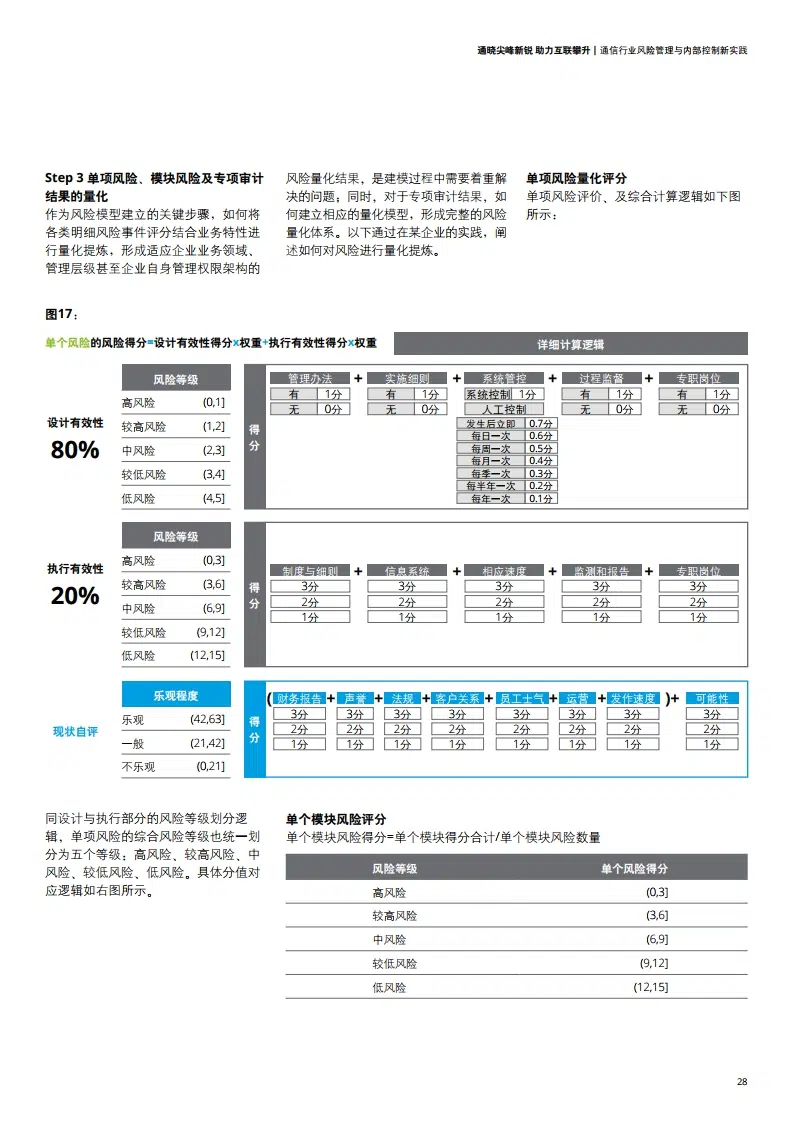 通晓尖峰新锐 助力互联攀升 | 通信行业风险管理与内部控制新实践
Step 3 单项风险、模块风险及专项审计
结果的量化
作为风险模型建立的关键步骤，如何将
各类明细风险事件评分结合业务特性进
行量化提炼，形成适应企业业务领域、
管理层级甚至企业自身管理权限架构的
风险量化结果，是建模过程中需要着重解
决的问题；同时，对于专项审计结果，如
何建立相应的量化模型，形成完整的风险
量化体系。以下通过在某企业的实践，阐
述如何对风险进行量化提炼。
单项风险量化评分
单项风险评价、及综合计算逻辑如下图
所示：
图17：
单个风险的风险得分=设计有效性得分x权重+执行有效性得分x权重
详细计算逻辑
设计有效性
80%
风险等级
高风险 (0,1]
较高风险 (1,2]
中风险 (2,3]
较低风险 (3,4]
低风险 (4,5]
得
分
管理办法 + 实施细则 + 系统管控 + 过程监督 + 专职岗位
有 1分 有 1分 系统控制 1分 有 1分 有 1分
无 0分 无 0分 人工控制 无 0分 无 0分
发生后立即 0.7分
每日一次 0.6分
每周一次 0.5分
每月一次 0.4分
每季一次 0.3分
每半年一次 0.2分
每年一次 0.1分
执行有效性
20%
风险等级
高风险 (0,3]
较高风险 (3,6]
中风险 (6,9]
较低风险 (9,12]
低风险 (12,15]
得
分
制度与细则 + 信息系统 + 相应速度 + 监测和报告 + 专职岗位
3分 3分 3分 3分 3分
2分 2分 2分 2分 2分
1分 1分 1分 1分 1分
现状自评
乐观程度
乐观 (42,63]
一般 (21,42]
不乐观 (0,21]
得
分
(财务报告 + 声誉 + 法规 + 客户关系 + 员工士气 + 运营 + 发作速度 )+ 可能性
3分 3分 3分 3分 3分 3分 3分 3分
2分 2分 2分 2分 2分 2分 2分 2分
1分 1分 1分 1分 1分 1分 1分 1分
同设计与执行部分的风险等级划分逻
辑，单项风险的综合风险等级也统一划
分为五个等级；高风险、较高风险、中
风险、较低风险、低风险。具体分值对
应逻辑如右图所示。
单个模块风险评分
单个模块风险得分=单个模块得分合计/单个模块风险数量
风险等级 单个风险得分
高风险 (0,3]
较高风险 (3,6]
中风险 (6,9]
较低风险 (9,12]
低风险 (12,15]
28